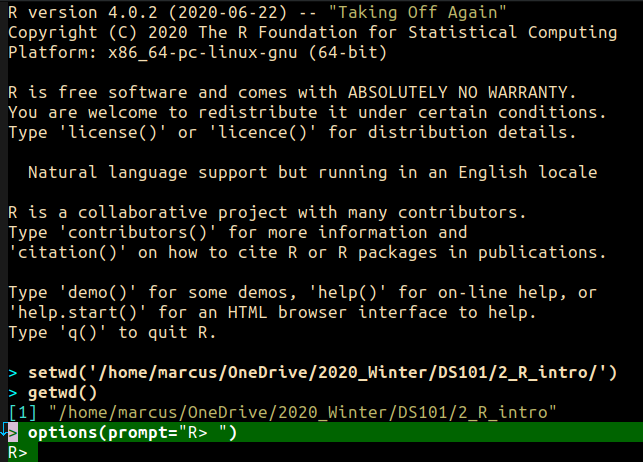 R version 4.0.2 (2020-06-22) -- "Taking Off Again"
Copyright (C) 2020 The R Foundation for Statistical Computing
Platform: x86_64-pc-linux-gnu (64-bit)
R is free software and comes with ABSOLUTELY NO WARRANTY.
You are welcome to redistribute it under certain conditions.
Type 'license()' or 'licence()' for distribution details.
Natural language support but running in an English locale
R is a collaborative project with many contributors.
Type 'contributors()' for more information and
'citation()' on how to cite R or R packages in publications.
Type 'demo()' for some demos, 'help()' for on-line help, or
'help.start()' for an HTML browser interface to help.
Type 'q()' to quit R.
> setwd('/home/marcus/OneDrive/2020_Winter/DS101/2_R_intro/')
> getwd()
[1] "/home/marcus/OneDrive/2020_Winter/DS101/2_R_intro"
> options(prompt="R> ")
R>